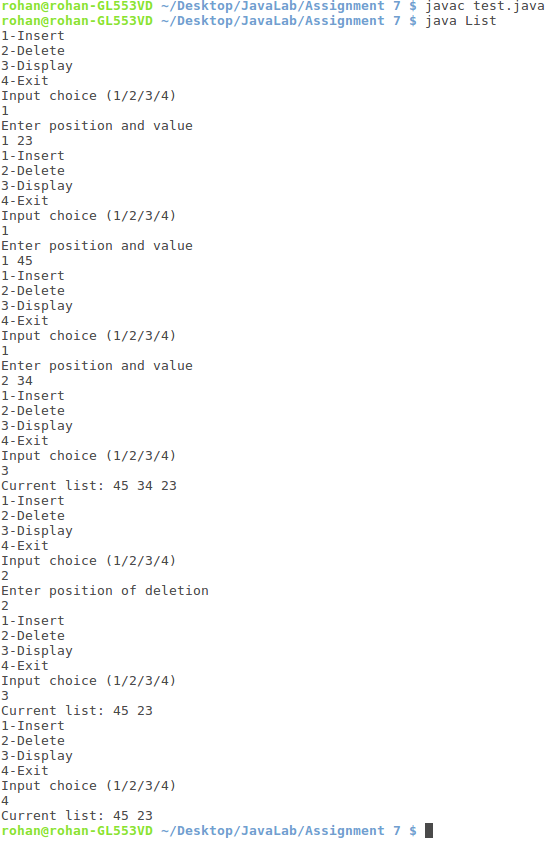 rohan@rohan-GL553VD ~/Desktop/JavaLab/Assignment 7 $ javac test.java
rohan@rohan-GL553VD ~/Desktop/JavaLab/Assignment 7 $ java List
1-Insert
2-Delete
3-Display
4-Exit
Input choice (1/2/3/4)
1
Enter position and value
1 23
1-Insert
2-Delete
3-Display
4-Exit
Input choice (1/2/3/4)
1
Enter position and value
1 45
1-Insert
2-Delete
3-Display
4-Exit
Input choice (1/2/3/4)
1
Enter position and value
2 34
1-Insert
2-Delete
3-Display
4-Exit
Input choice (1/2/3/4)
3
Current list: 45 34 23
1-Insert
2-Delete
3-Display
4-Exit
Input choice (1/2/3/4)
2
Enter position of deletion
2
1-Insert
2-Delete
3-Display
4-Exit
Input choice (1/2/3/4)
3
Current list: 45 23
1-Insert
2-Delete
3-Display
4-Exit
Input choice (1/2/3/4)
4
Current list: 45 23
rohan@rohan-GL553VD ~/Desktop/JavaLab/Assignment 7 $